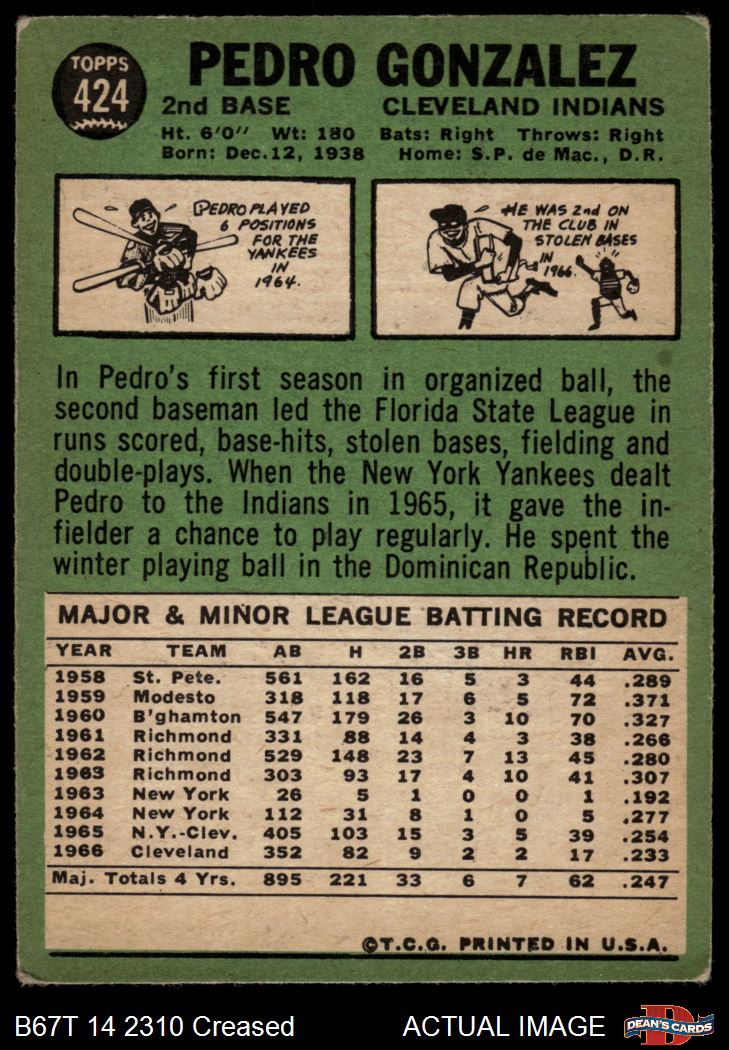 TOPPS
424
PEDRO GONZALEZ
2nd BASE CLEVELAND INDIANS
Ht. 6'0" Wt: 180 Bats: Right Throws: Right
Born: Dec. 12, 1938 Home: S.P. de Mac., D.R.
PEDRO PLAYED
6 POSITIONS
FOR THE
YANKEES
IN
1964.
HE WAS 2nd ON
THE CLUB IN
STOLEN BASES
IN
1966.
In Pedro's first season in organized ball, the
second baseman led the Florida State League in
runs scored, base-hits, stolen bases, fielding and
double-plays. When the New York Yankees dealt
Pedro to the Indians in 1965, it gave the in-
fielder a chance to play regularly. He spent the
winter playing ball in the Dominican Republic.
MAJOR & MINOR LEAGUE BATTING RECORD
YEAR TEAM AB H 2B 3B HR RBI AVG.
1958 St. Pete. 561 162 16 5 3 44 .289
1959 Modesto 318 118 17 6 5 72 .371
1960 B'ghamton 547 179 26 3 10 70 .327
1961 Richmond 331 88 14 4 3 38 .266
1962 Richmond 529 148 23 7 13 45 .280
1963 Richmond 303 93 17 4 10 41 .307
1963 New York 26 5 1 0 0 1 .192
1964 New York 112 31 8 1 0 5 .277
1965 N.Y.-Clev. 405 103 15 3 5 39 .254
1966 Cleveland 352 82 9 2 2 17 .233
Maj. Totals 4 Yrs. 895 221 33 6 7 62 .247
©T.C.G. PRINTED IN U.S.A.
B67T 14 2310 Creased ACTUAL IMAGE DEAN'S CARDS